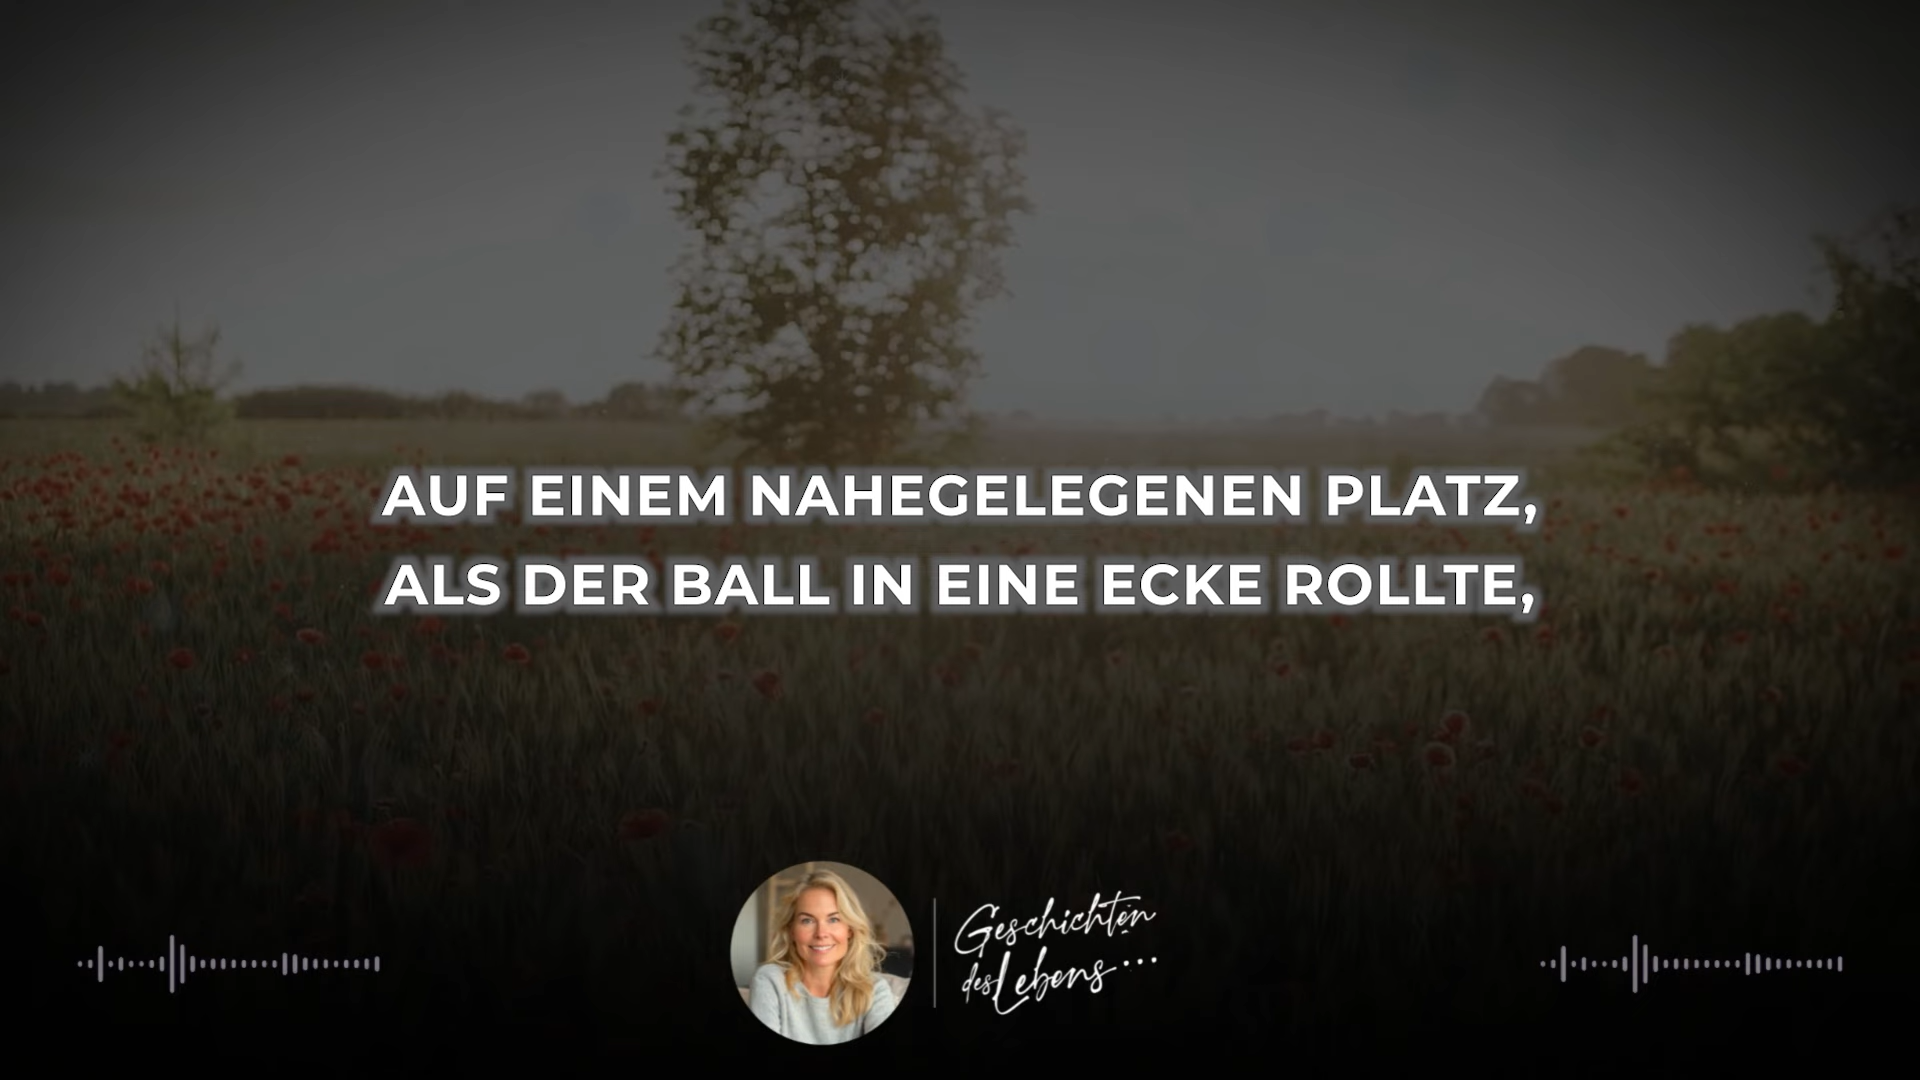 AUF EINEM NAHEGELEGENEN PLATZ,
ALS DER BALL IN EINE ECKE ROLLTE,
Geschichten
des Lebens...